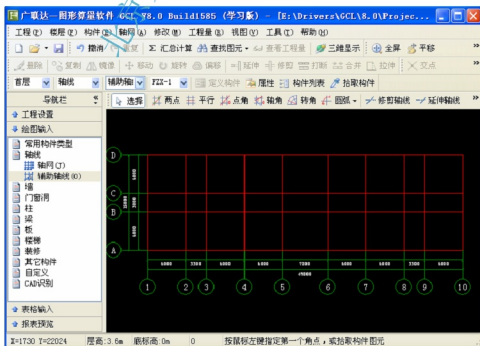 广联达—图形算量软件 GCL V8.0 Build1585 (学习版) - [E:\Drivers\GCL\8.0\Projec...
工程(P) 楼层(F) 构件(E) 轴网(A) 修改(M) 工程量(B) 视图(V) 工具(T) 帮助(H)
撤消 恢复 Σ 汇总计算 查找图元 查看工程量 三维显示 全屏 平移
删除 复制 镜像 移动 旋转 偏移 延伸 修剪 打断 合并 拉伸 交点
首层 轴线 辅助轴 FZX-1 定义构件 属性 构件列表 拾取构件
导航栏 选择 两点 平行 点角 轴角 转角 圆弧 修剪轴线 延伸轴线
工程设置
绘图输入
常用构件类型
轴线
轴网(J)
辅助轴线(O)
墙
门窗洞
柱
梁
板
楼梯
装修
其它构件
自定义
CAD识别
表格输入
报表预览
D
C
B
A
6000
3000
6000
15000
6000 3300 6000 6000 7200 6000 6000 3300 6000
1 2 3 4 5 6 7 8 9 10
X=1730 Y=22024 层高:3.6m 底标高:0m 0 按鼠标左键指定第一个角点，或拾取构件图元